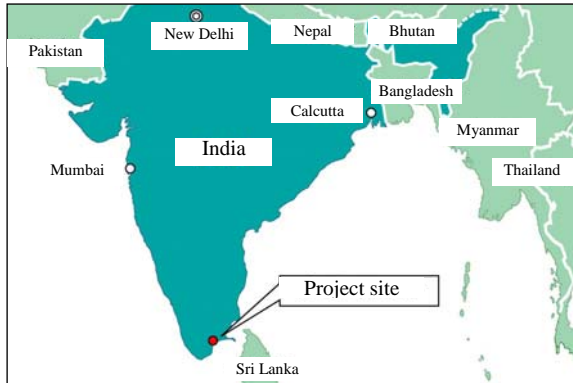 New Delhi
Nepal
Bhutan
Pakistan
Bangladesh
Calcutta
Myanmar
India
Mumbai
Thailand
Project site
Sri Lanka